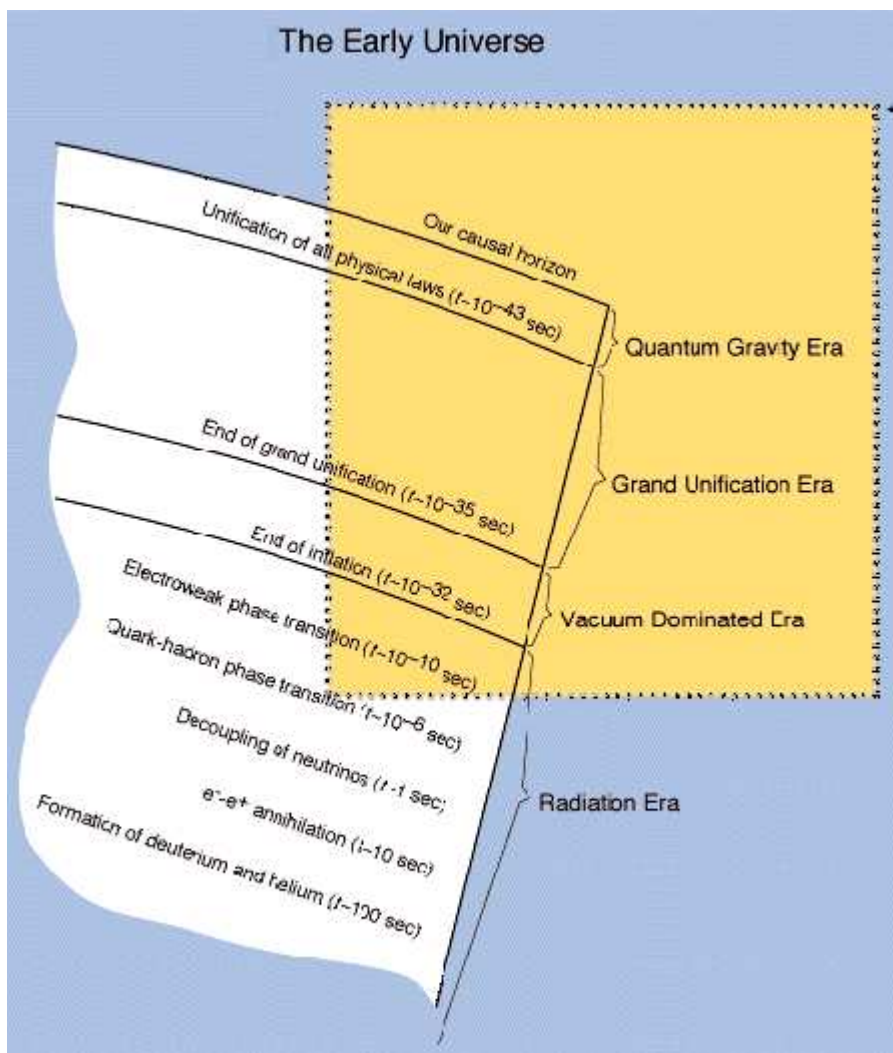 The Early Universe
Our causal horizon
Unification of all physical laws (t~10−43 sec)
Quantum Gravity Era
Grand Unification Era
End of grand unification (t~10−35 sec)
End of inflation (t~10−32 sec)
Vacuum Dominated Era
Electroweak phase transition (t~10−10 sec)
Quark-hadron phase transition (t~10−6 sec)
Decoupling of neutrinos (t~1 sec;
Radiation Era
e--e+ annihilation (t~10 sec)
Formation of deuterium and helium (t~100 sec)